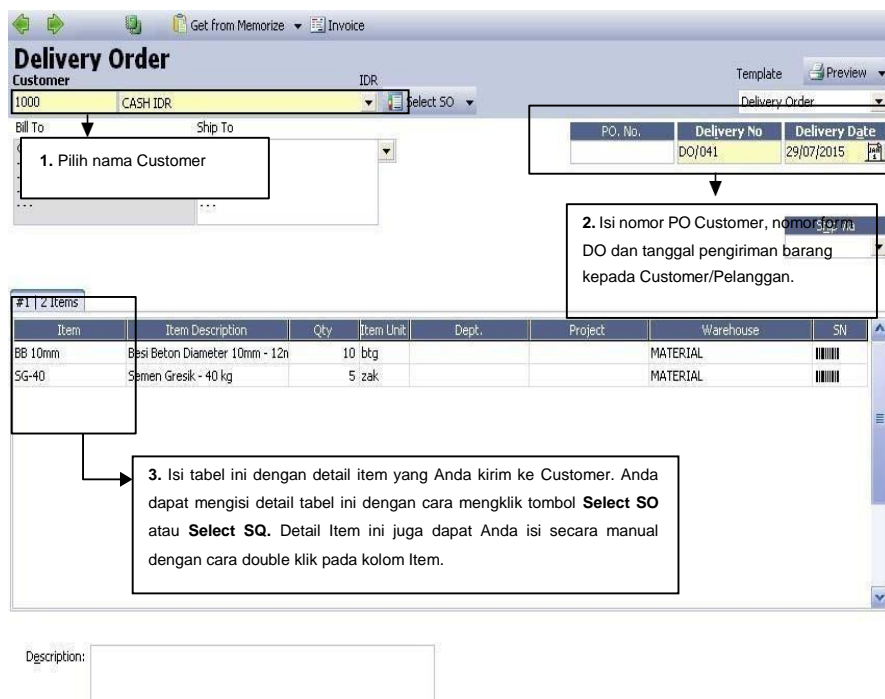 Get from Memorize Invoice
Delivery Order
Customer IDR
Template Preview
1000 CASH IDR Select SO Delivery Order
Bill To Ship To
PO. No. Delivery No Delivery Date
DO/041 29/07/2015
1. Pilih nama Customer
2. Isi nomor PO Customer, nomor form
DO dan tanggal pengiriman barang
kepada Customer/Pelanggan.
#1 | 2 Items
Item Item Description Qty Item Unit Dept. Project Warehouse SN
BB 10mm Besi Beton Diameter 10mm - 12n 10 btg MATERIAL
SG-40 Semen Gresik - 40 kg 5 zak MATERIAL
3. Isi tabel ini dengan detail item yang Anda kirim ke Customer. Anda
dapat mengisi detail tabel ini dengan cara mengklik tombol Select SO
atau Select SQ. Detail Item ini juga dapat Anda isi secara manual
dengan cara double klik pada kolom Item.
Description: